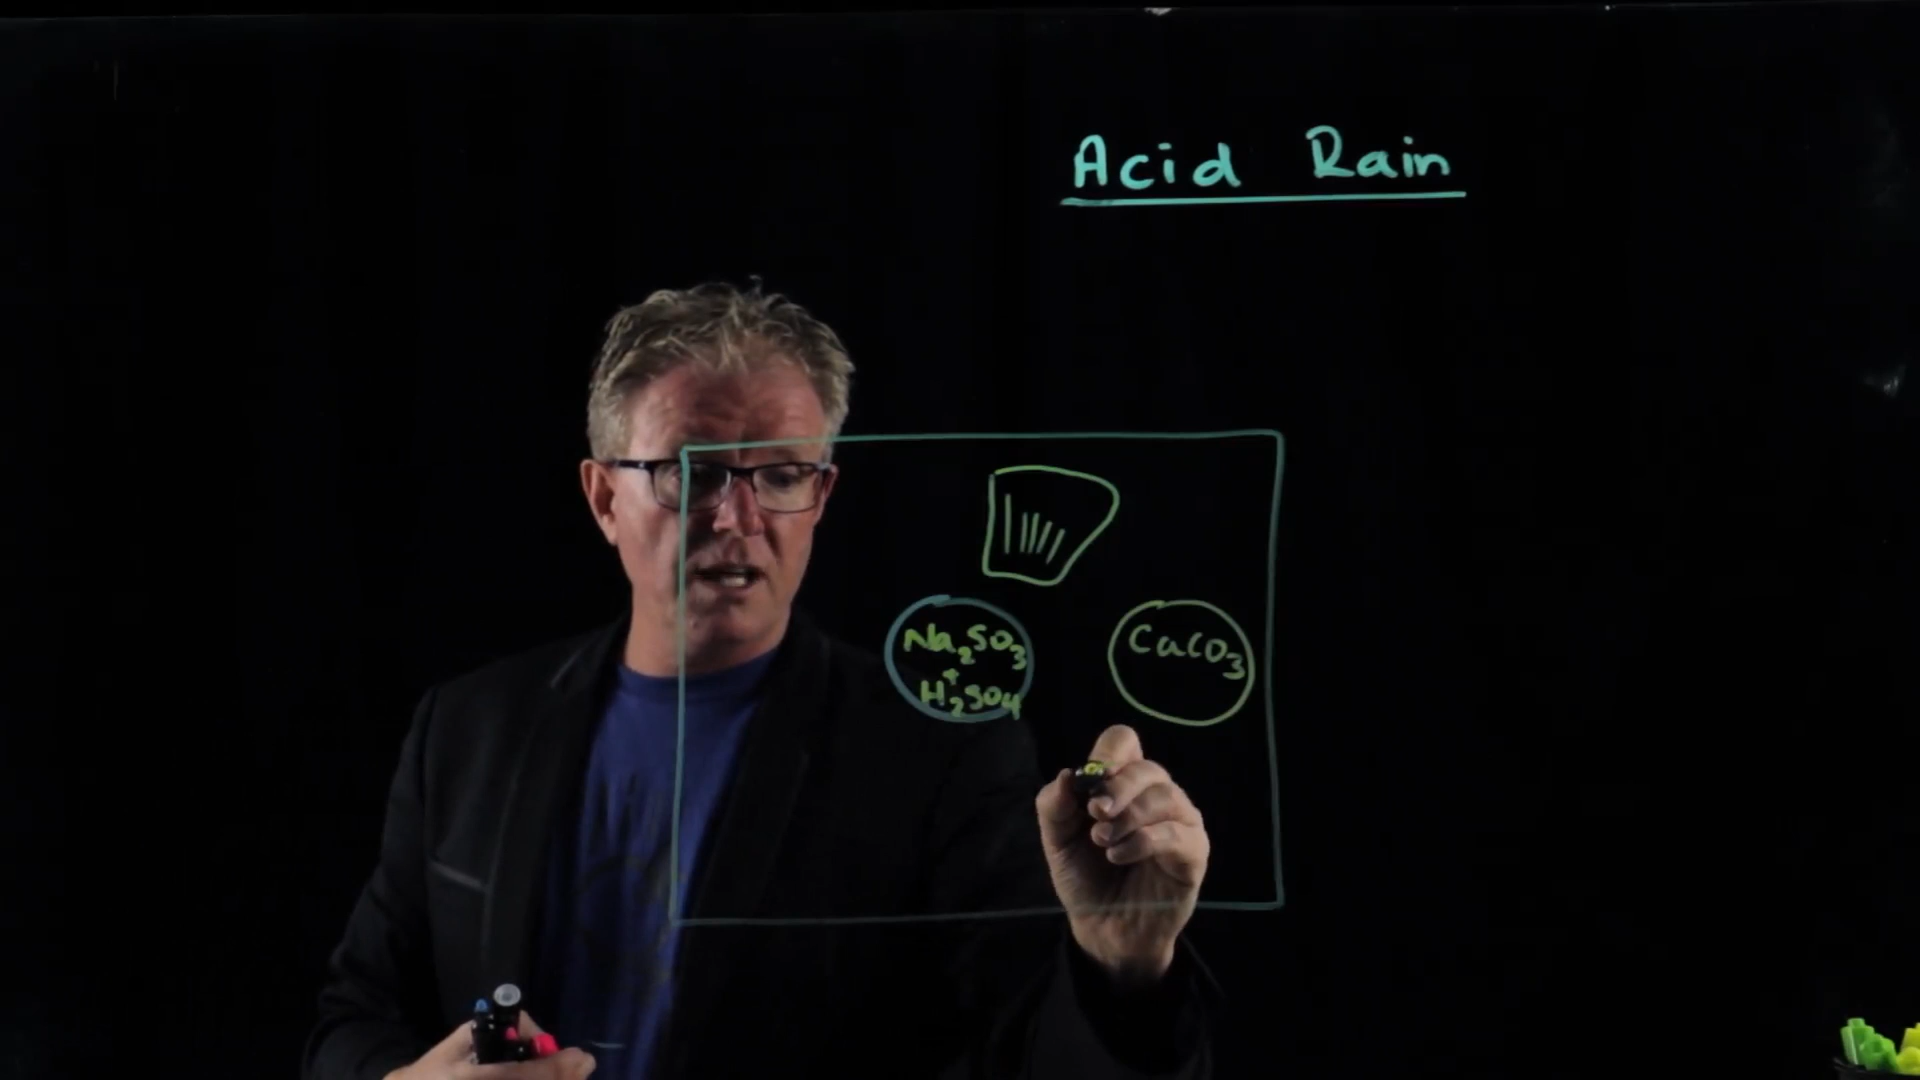 Acid Rain
Na₂SO₃
+
H₂SO₄
CaCO₃